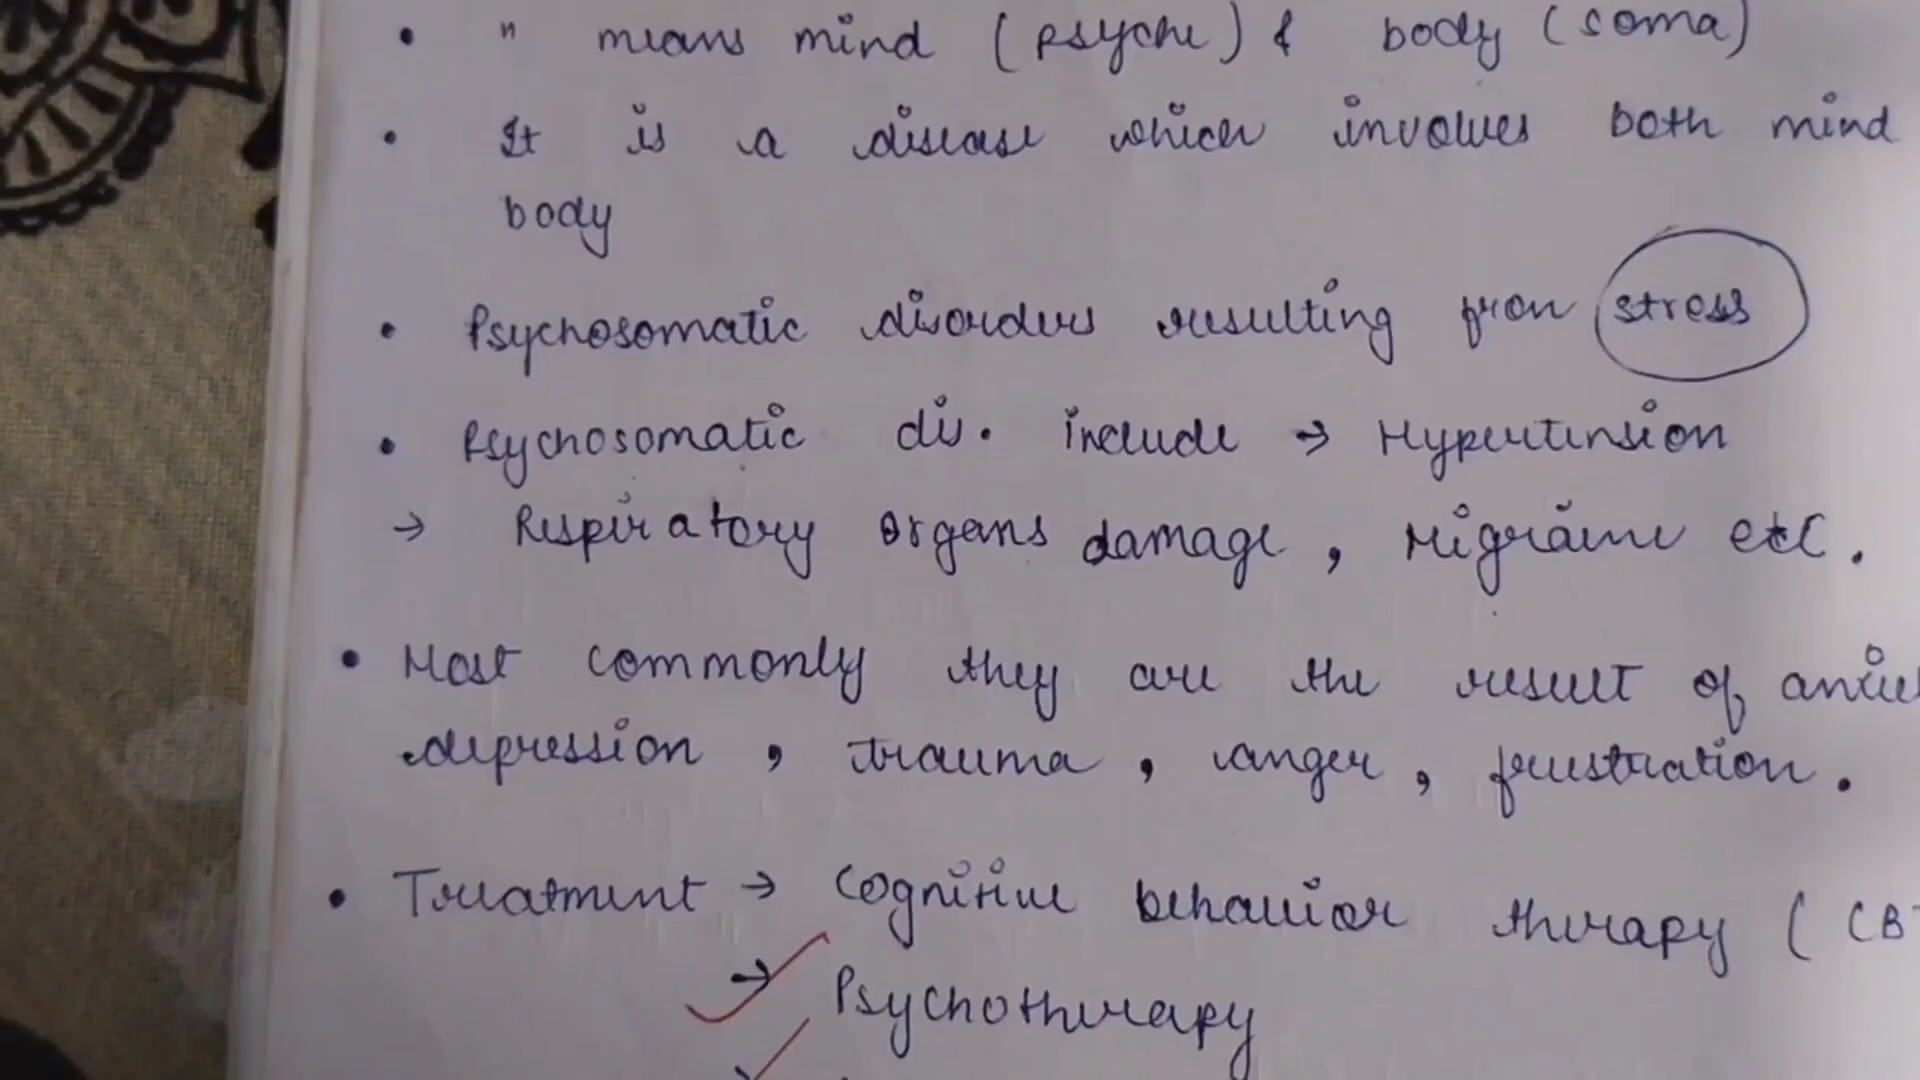 • " means mind (psyche) & body (soma)
• It is a disease which involves both mind
body
• Psychosomatic disorders resulting from stress
• Psychosomatic dis. include → Hypertension
→ Respiratory organs damage, Migraine etc.
• Most commonly they are the result of anxie
depression, trauma, anger, frustration.
• Treatment → Cognitive behavior therapy (CB
→ Psychotherapy